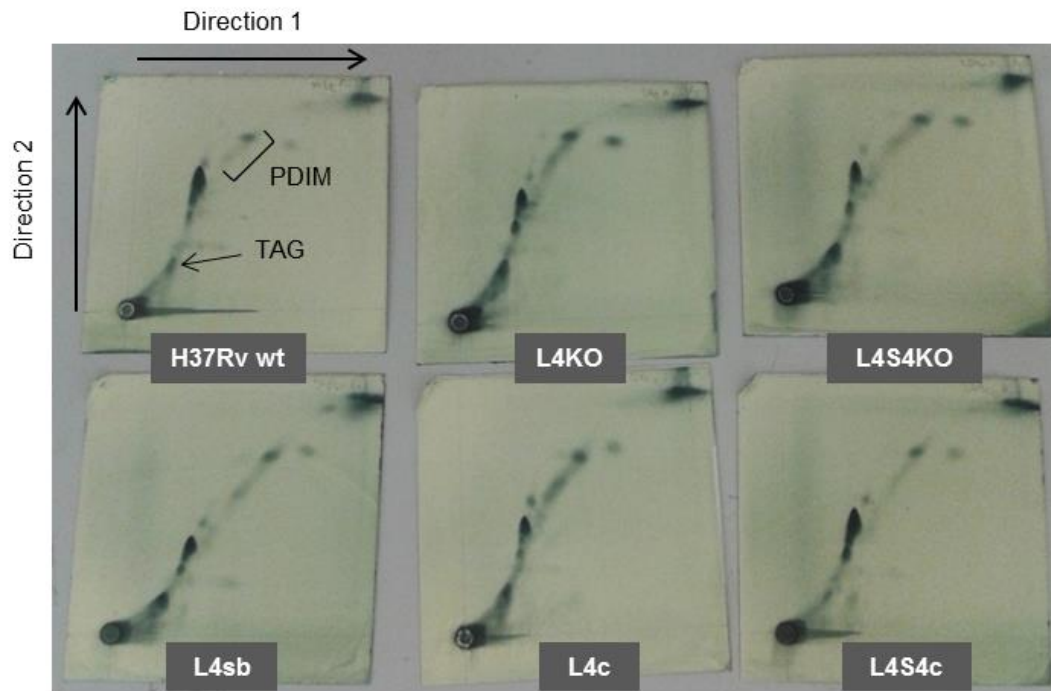 Direction 1
Direction 2
PDIM
TAG
H37Rv wt
L4KO
L4S4KO
L4sb
L4c
L4S4c